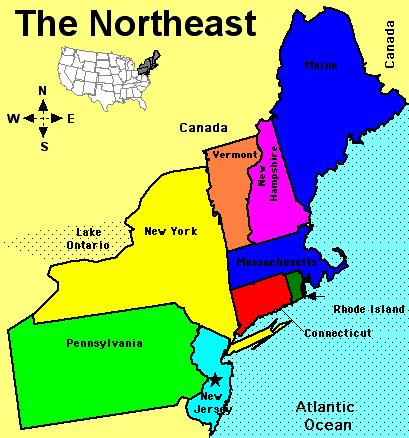 The Northeast
Canada
Maine
N
W
E
S
Canada
Vermont
New
Hampshire
New York
Lake
Ontario
Massachusetts
Rhode Island
Connecticut
Pennsylvania
New
Jersey
Atlantic
Ocean